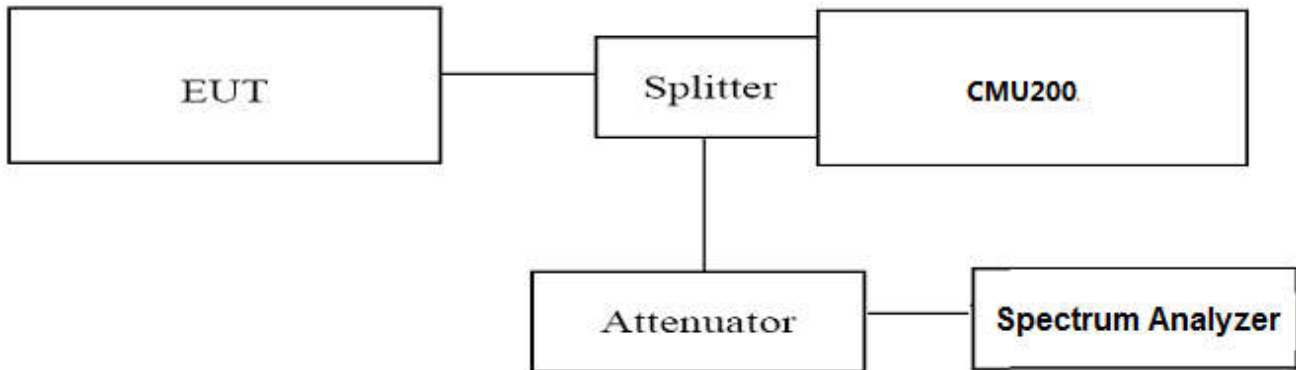 EUT
Splitter
CMU200.
Attenuator
Spectrum Analyzer